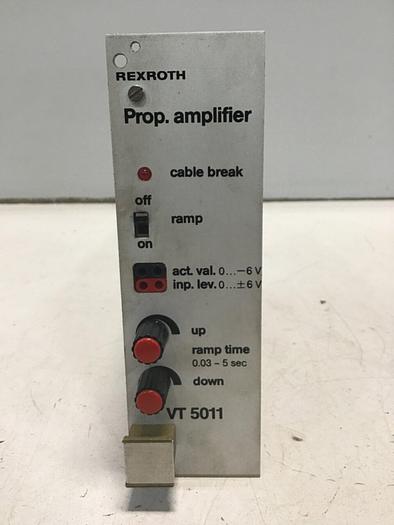 REXROTH
Prop. amplifier
cable break
off
ramp
on
act. val. 0...−6 V
inp. lev. 0...±6 V
up
ramp time
0.03 – 5 sec
down
VT 5011